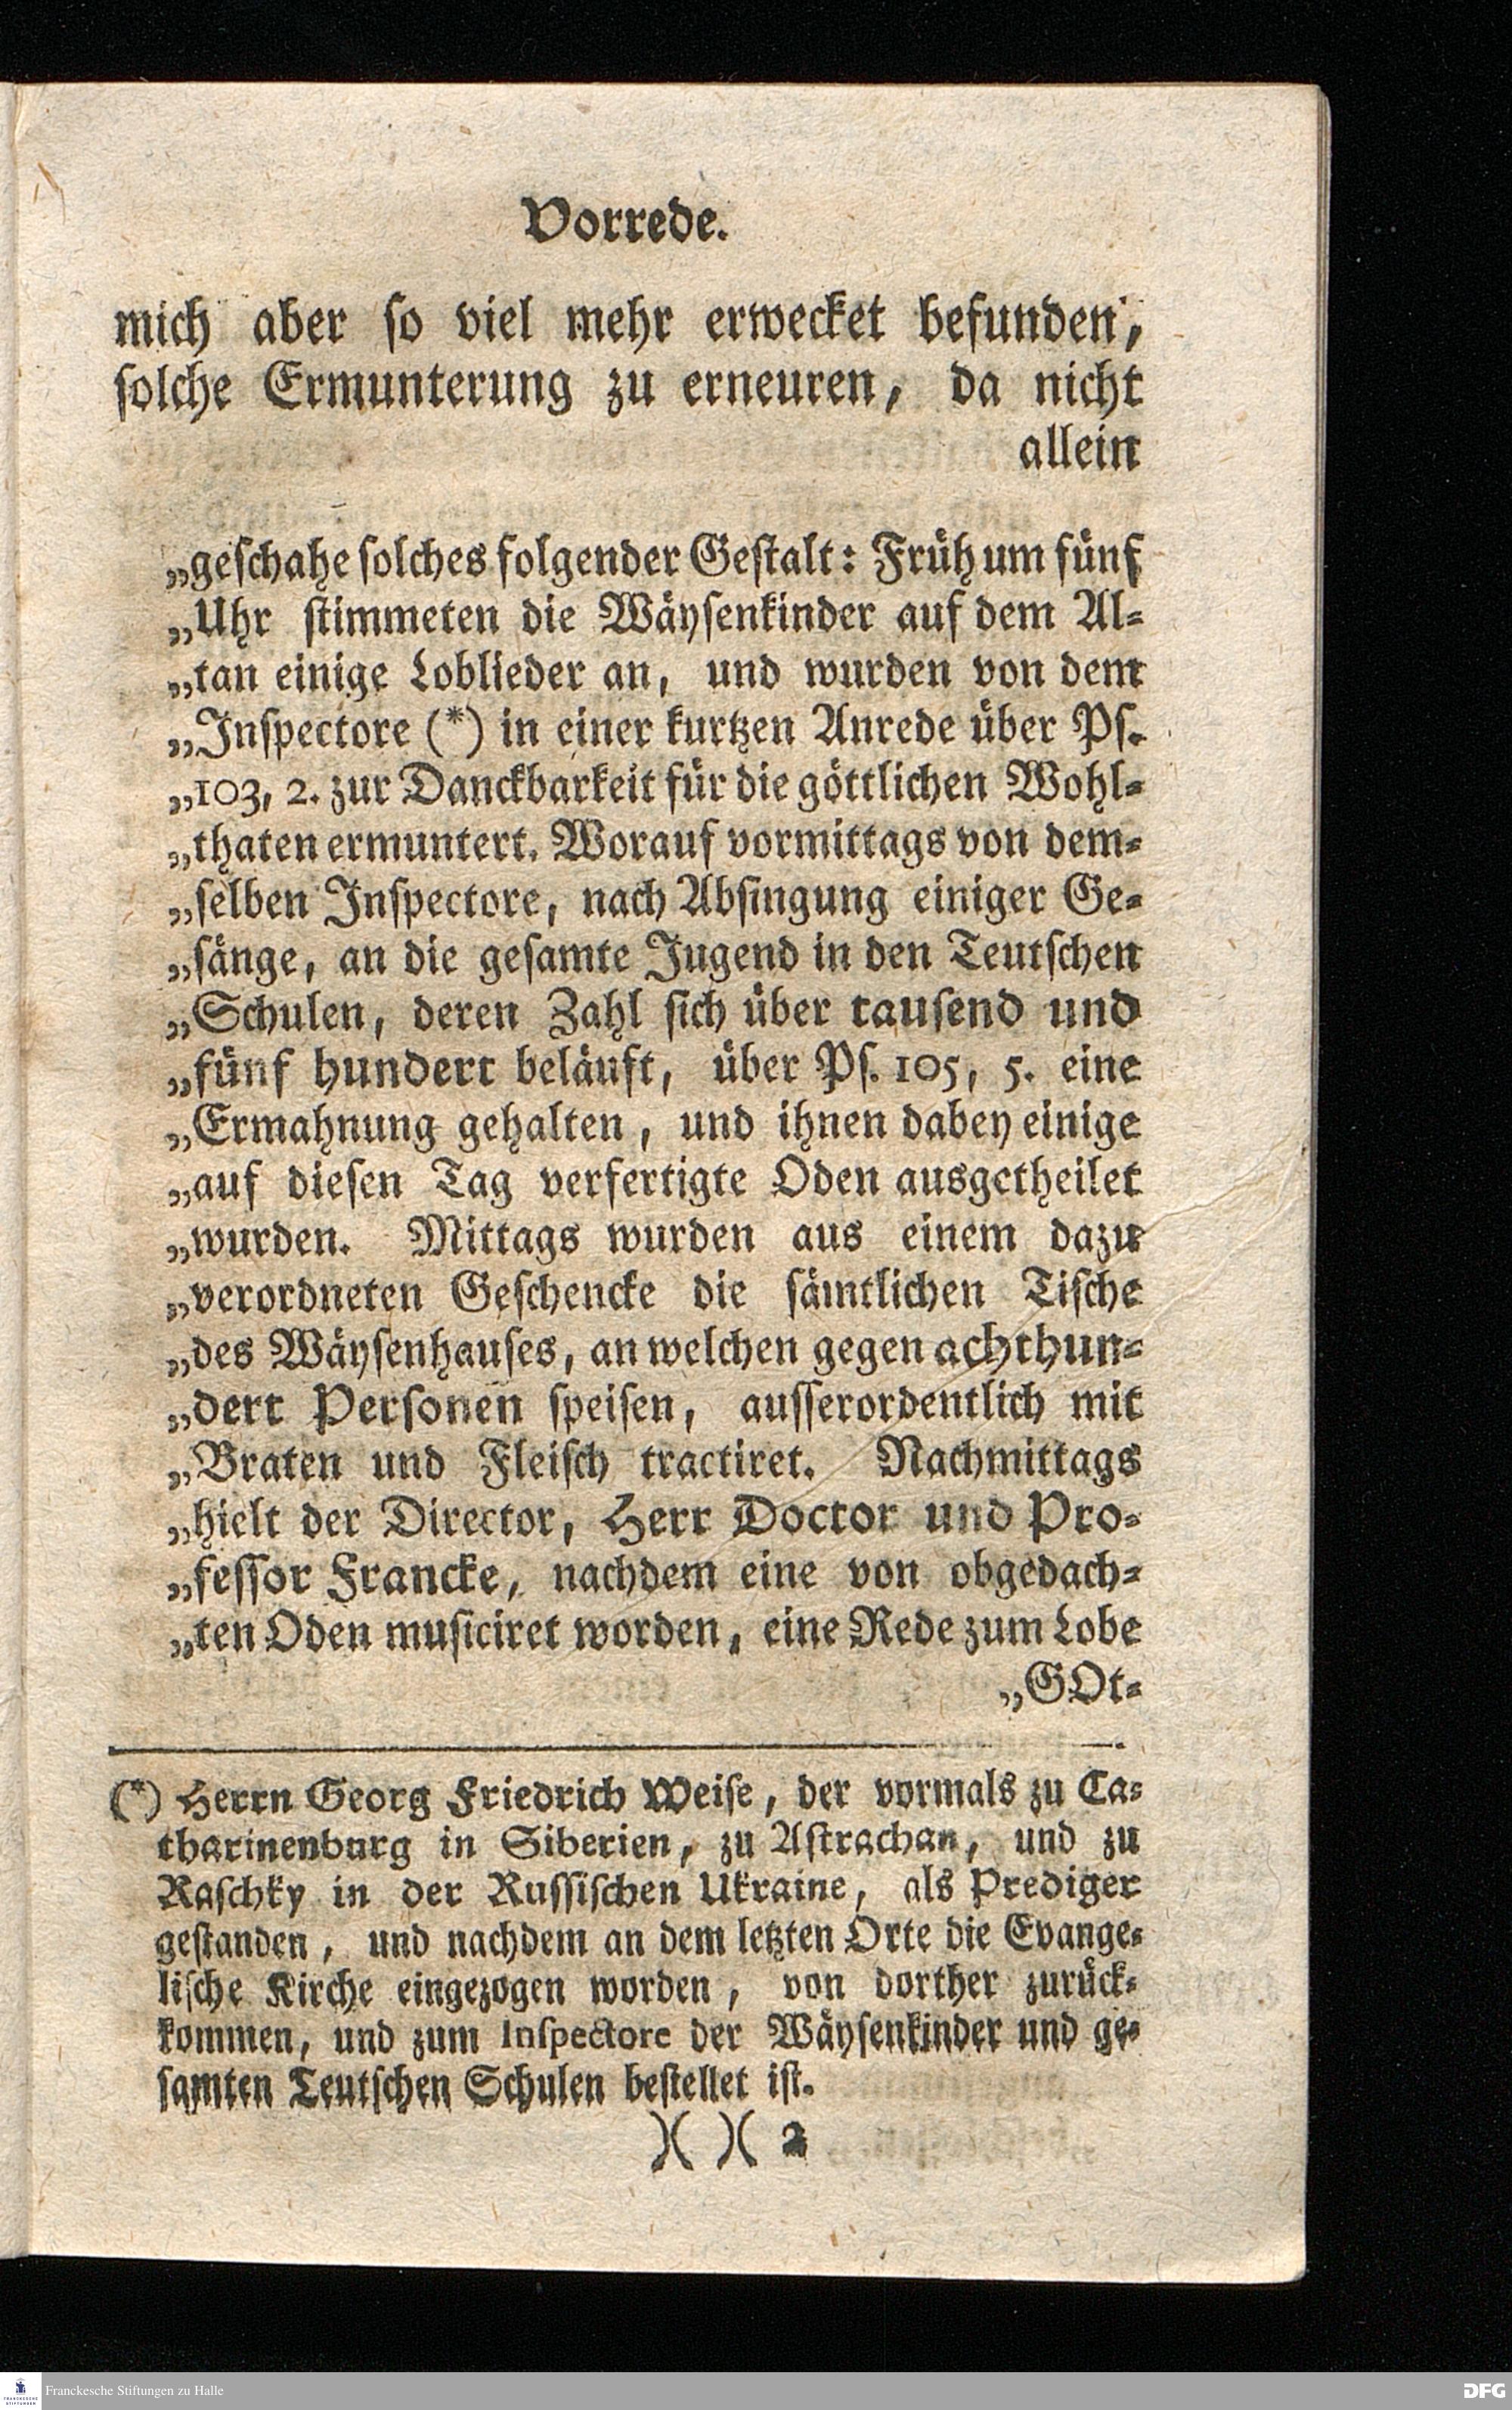 Vorrede.
mich aber so viel mehr erwecket befunden,
solche Ermunterung zu erneuren, da nicht
allein
„geschahe solches folgender Gestalt: Früh um fünf
„Uhr stimmeten die Wäysenkinder auf dem Al-
„tan einige Loblieder an, und wurden von dem
„Inspectore (*) in einer kurtzen Anrede über Ps.
„103, 2. zur Danckbarkeit für die göttlichen Wohl-
„thaten ermuntert. Worauf vormittags von dem-
„selben Inspectore, nach Absingung einiger Ge-
„sänge, an die gesamte Jugend in den Teutschen
„Schulen, deren Zahl sich über tausend und
„fünf hundert beläuft, über Ps. 105, 5. eine
„Ermahnung gehalten, und ihnen dabey einige
„auf diesen Tag verfertigte Oden ausgetheilet
„wurden. Mittags wurden aus einem dazu
„verordneten Geschencke die sämtlichen Tische
„des Wäysenhauses, an welchen gegen achthun-
„dert Personen speisen, ausserordentlich mit
„Braten und Fleisch tractiret. Nachmittags
„hielt der Director, Herr Doctor und Pro-
„fessor Francke, nachdem eine von obgedach-
„ten Oden musiciret worden, eine Rede zum Lobe
„GOt-
(*) Herrn Georg Friedrich Weise, der vormals zu Ca-
tharinenburg in Siberien, zu Astrachan, und zu
Raschky in der Russischen Ukraine, als Prediger
gestanden, und nachdem an dem letzten Orte die Evange-
lische Kirche eingezogen worden, von dorther zurück-
kommen, und zum Inspectore der Wäysenkinder und ge-
samten Teutschen Schulen bestellet ist.
)( )( 2
Franckesche Stiftungen zu Halle
DFG